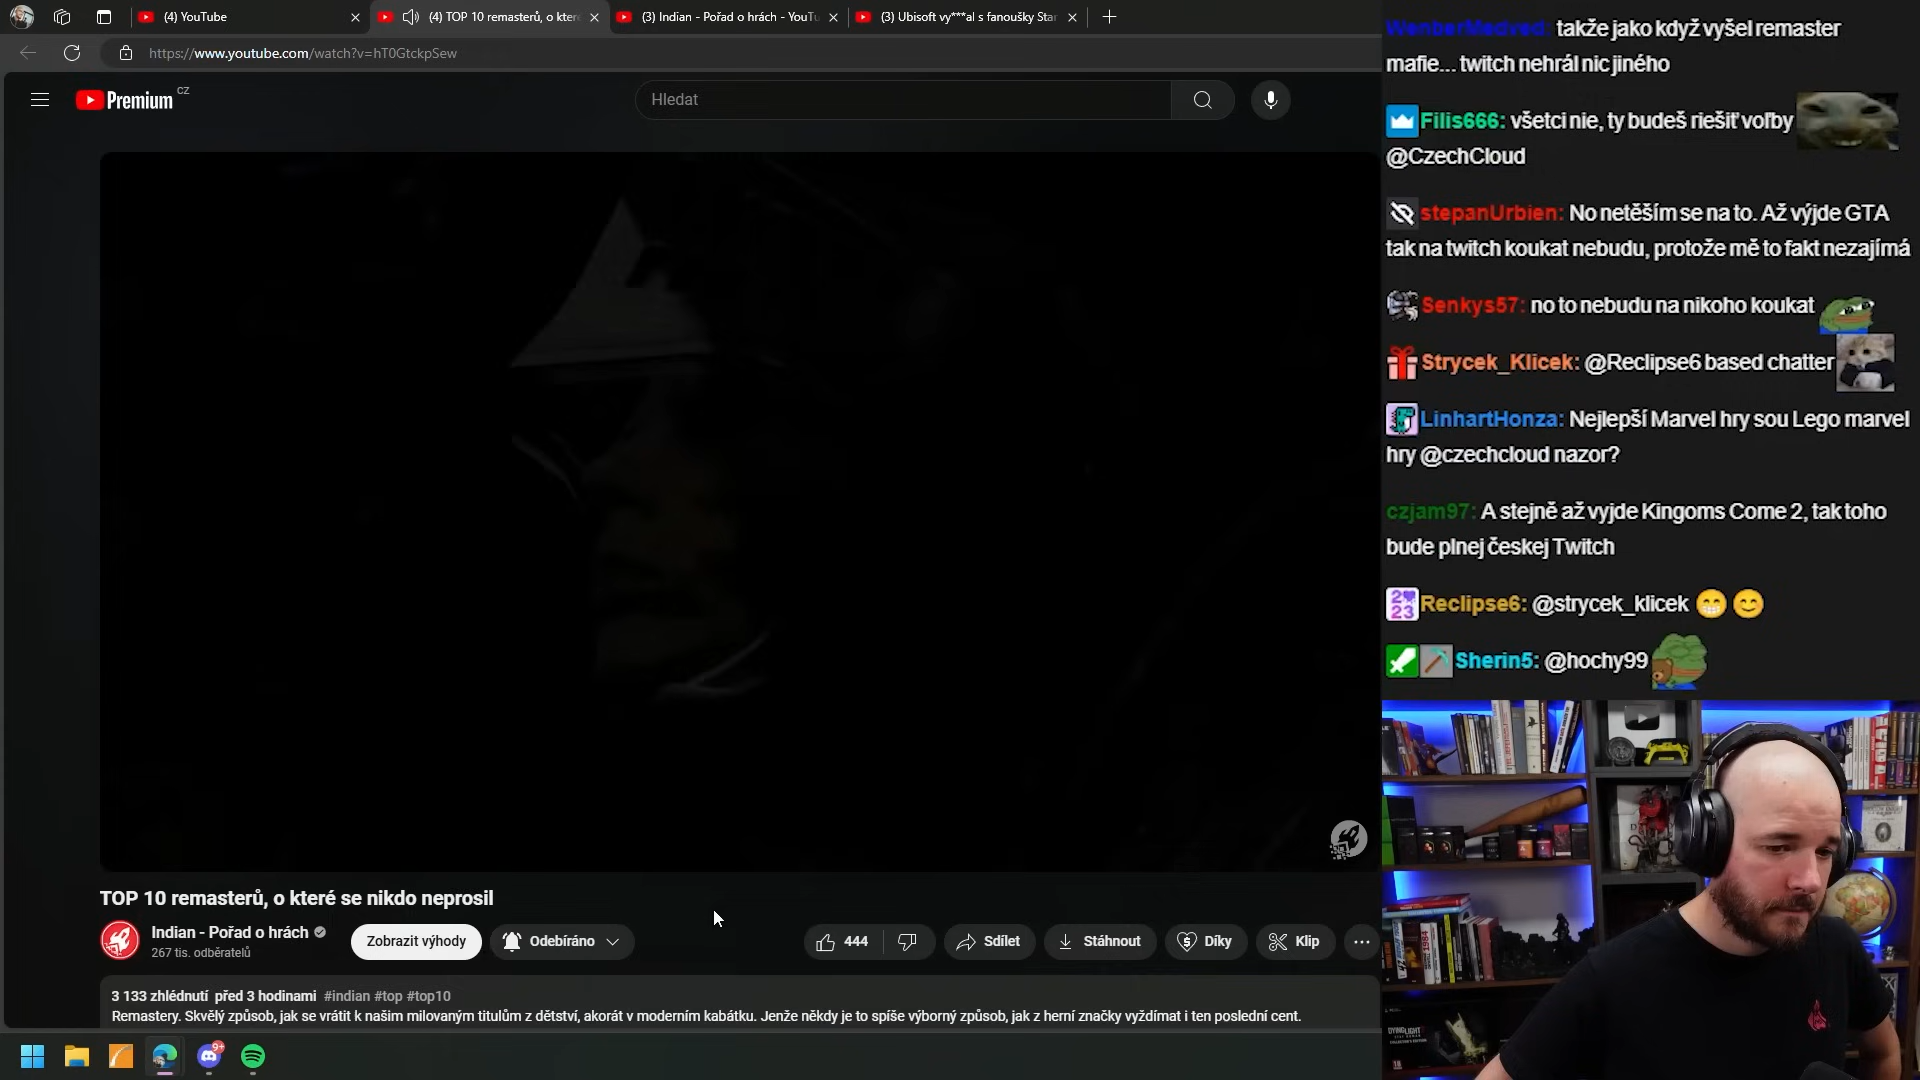 (4) YouTube
(4) TOP 10 remasterů, o kter
(3) Indian - Pořad o hrách - YouTu
(3) Ubisoft vy***al s fanoušky Star
https://www.youtube.com/watch?v=hT0GtckpSew
Premium CZ
Hledat
TOP 10 remasterů, o které se nikdo neprosil
Indian - Pořad o hrách
267 tis. odběratelů
Zobrazit výhody
Odebíráno
444
Sdílet
Stáhnout
Díky
Klip
3 133 zhlédnutí před 3 hodinami #indian #top #top10
Remastery. Skvělý způsob, jak se vrátit k našim milovaným titulům z dětství, akorát v moderním kabátku. Jenže někdy je to spíše výborný způsob, jak z herní značky vyždímat i ten poslední cent.
9+
WenberMedved: takže jako když vyšel remaster
mafie... twitch nehrál nic jiného
Filis666: všetci nie, ty budeš riešiť voľby
@CzechCloud
stepanUrbien: No netěším se na to. Až výjde GTA
tak na twitch koukat nebudu, protože mě to fakt nezajímá
Senkys57: no to nebudu na nikoho koukat
Strycek_Klicek: @Reclipse6 based chatter
LinhartHonza: Nejlepší Marvel hry sou Lego marvel
hry @czechcloud nazor?
czjam97: A stejně až vyjde Kingoms Come 2, tak toho
bude plnej českej Twitch
2023
Reclipse6: @strycek_klicek 😁 😊
Sherin5: @hochy99
1984
DYING LIGHT